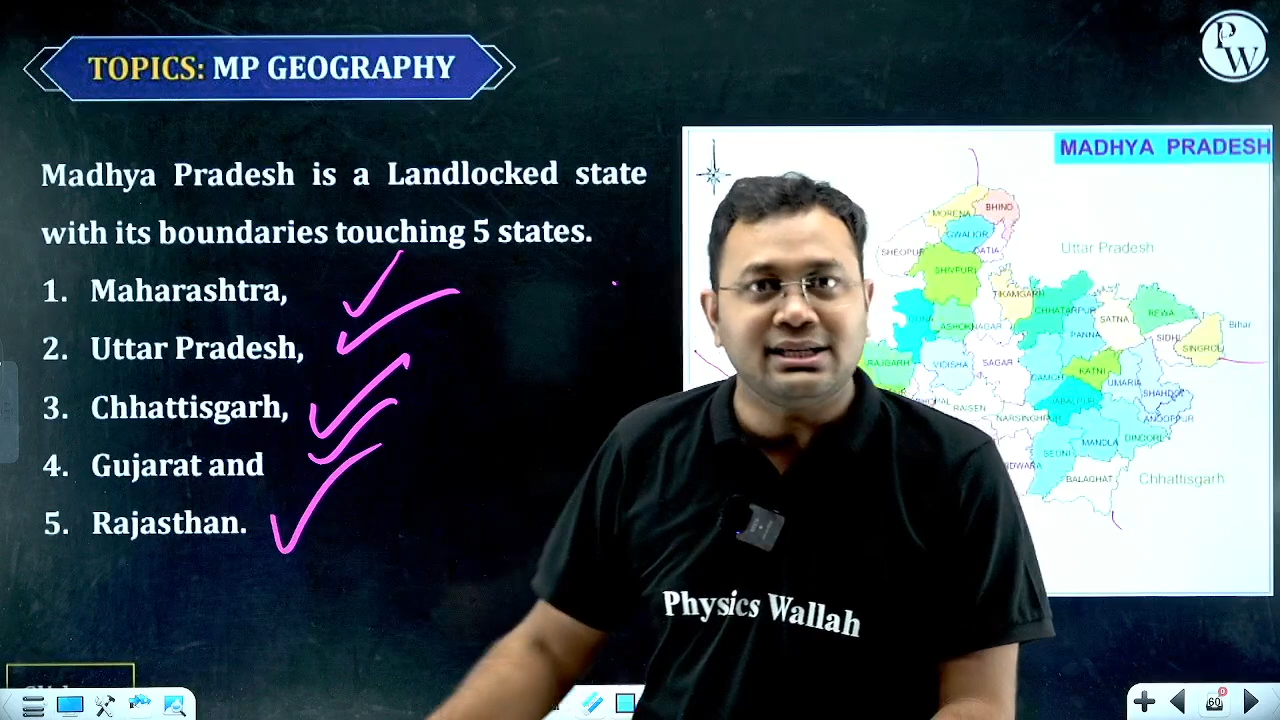 TOPICS: MP GEOGRAPHY
PW
Madhya Pradesh is a Landlocked state
with its boundaries touching 5 states.
1. Maharashtra,
2. Uttar Pradesh,
3. Chhattisgarh,
4. Gujarat and
5. Rajasthan.
MADHYA PRADESH
MORENA
BHIND
GWALIOR
DATIA
SHEOPUR
Uttar Pradesh
SHIVPURI
TIKAMGARH
CHHATARPUR
SATNA
REWA
Bihar
ASHOKNAGAR
PANNA
SIDHI
SINGROL
RAJGARH
VIDISHA
SAGAR
KATNI
UMARIA
SHAHDOL
RAISEN
NARSINGHPUR
ANOOPPUR
SEONI
MANDLA
DINDORI
BALAGHAT
Chhattisgarh
Physics Wallah
60